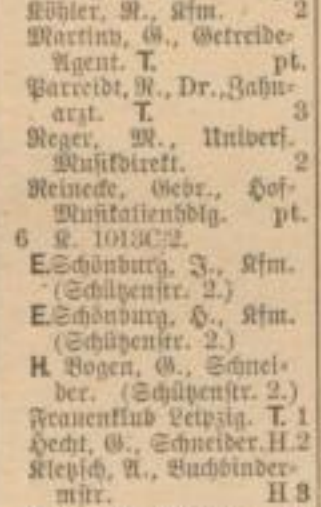 Köhler, R., Kfm. 2
Martiny, G., Getreide-
Agent. T. pt.
Parreidt, R., Dr., Zahn-
arzt. T. 3
Reger, M., Univers.
Musikdirekt. 2
Reinecke, Gebr., Hof-
Musikalienhdlg. pt.
6 K. 1013C/2.
E. Schönburg, J., Kfm.
(Schützenstr. 2.)
E. Schönburg, H., Kfm.
(Schützenstr. 2.)
H. Bogen, G., Schnei-
der. (Schützenstr. 2.)
Frauenklub Leipzig. T. 1
Hecht, G., Schneider. H. 2
Kletzsch, A., Buchbinder-
mstr. H 3